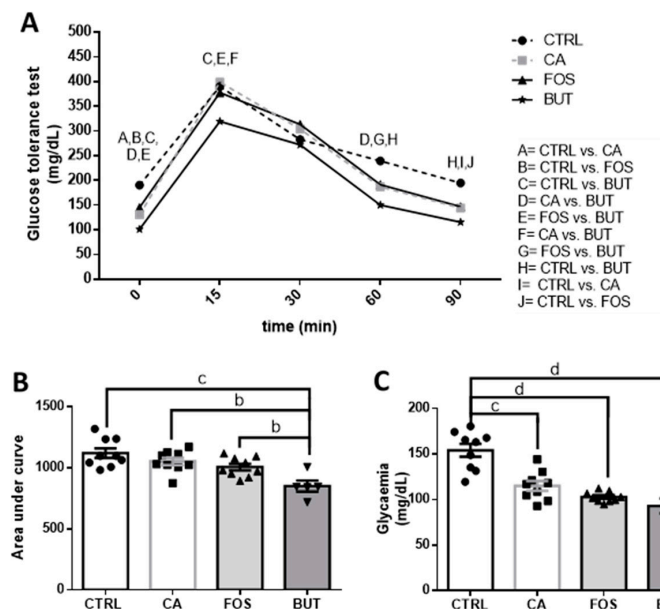 A
Glucose tolerance test
(mg/dL)
500
450
400
350
300
250
200
150
100
50
0
A,B,C,
D,E
C,E,F
D,G,H
H,I,J
0
15
30
60
90
time (min)
CTRL
CA
FOS
BUT
A= CTRL vs. CA
B= CTRL vs. FOS
C= CTRL vs. BUT
D= CA vs. BUT
E= FOS vs. BUT
F= CA vs. BUT
G= FOS vs. BUT
H= CTRL vs. BUT
I= CTRL vs. CA
J= CTRL vs. FOS
B
Area under curve
1500
1000
500
0
c
b
b
CTRL
CA
FOS
BUT
C
Glycaemia
(mg/dL)
200
150
100
50
0
d
d
c
CTRL
CA
FOS